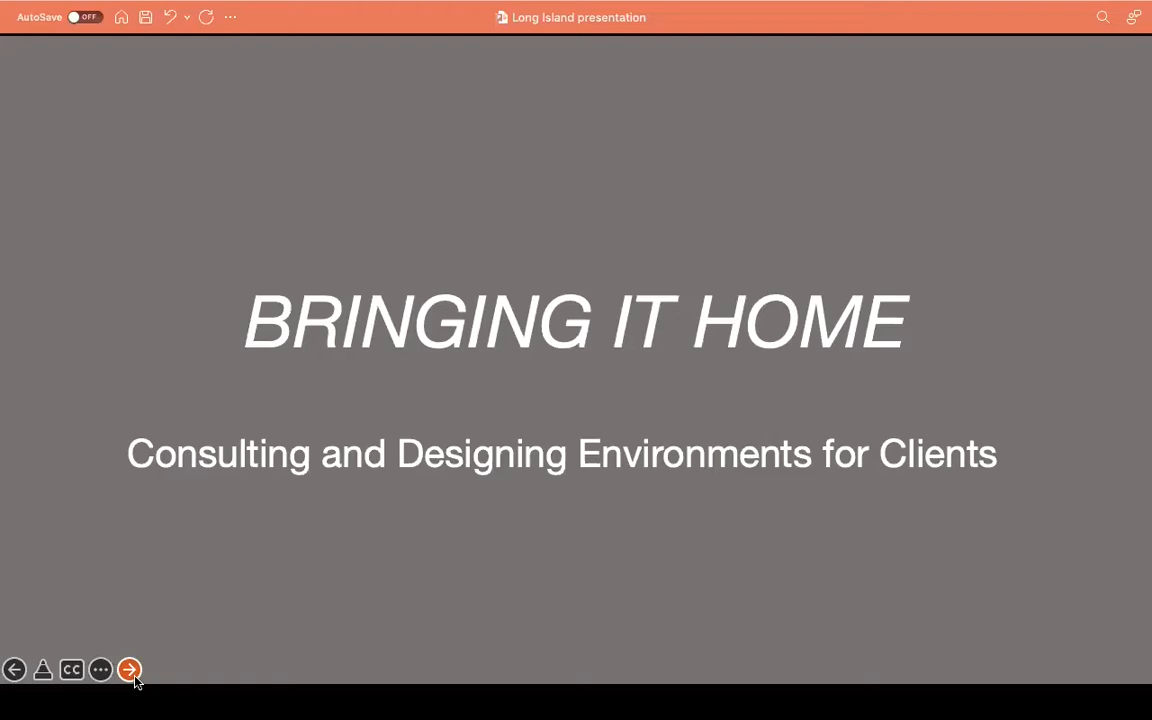 AutoSave OFF
Long Island presentation
BRINGING IT HOME
Consulting and Designing Environments for Clients
CC